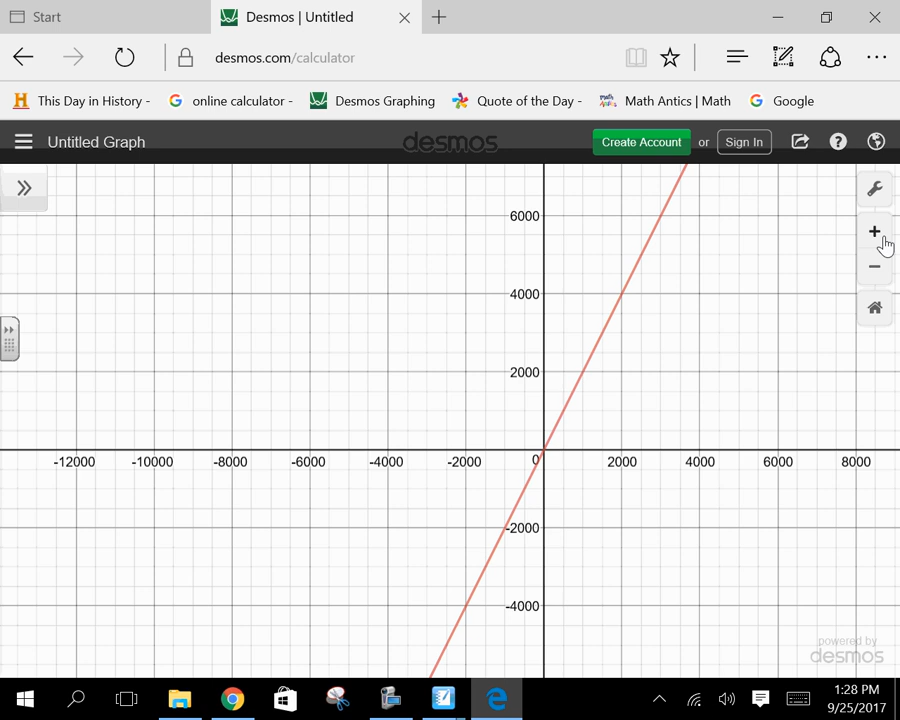 Start
Desmos | Untitled
desmos.com/calculator
This Day in History - online calculator - Desmos Graphing Quote of the Day - Math Antics | Math Google
Untitled Graph desmos Create Account or Sign In
6000
4000
2000
-12000 -10000 -8000 -6000 -4000 -2000 0 2000 4000 6000 8000
-2000
-4000
powered by
desmos
1:28 PM
9/25/2017